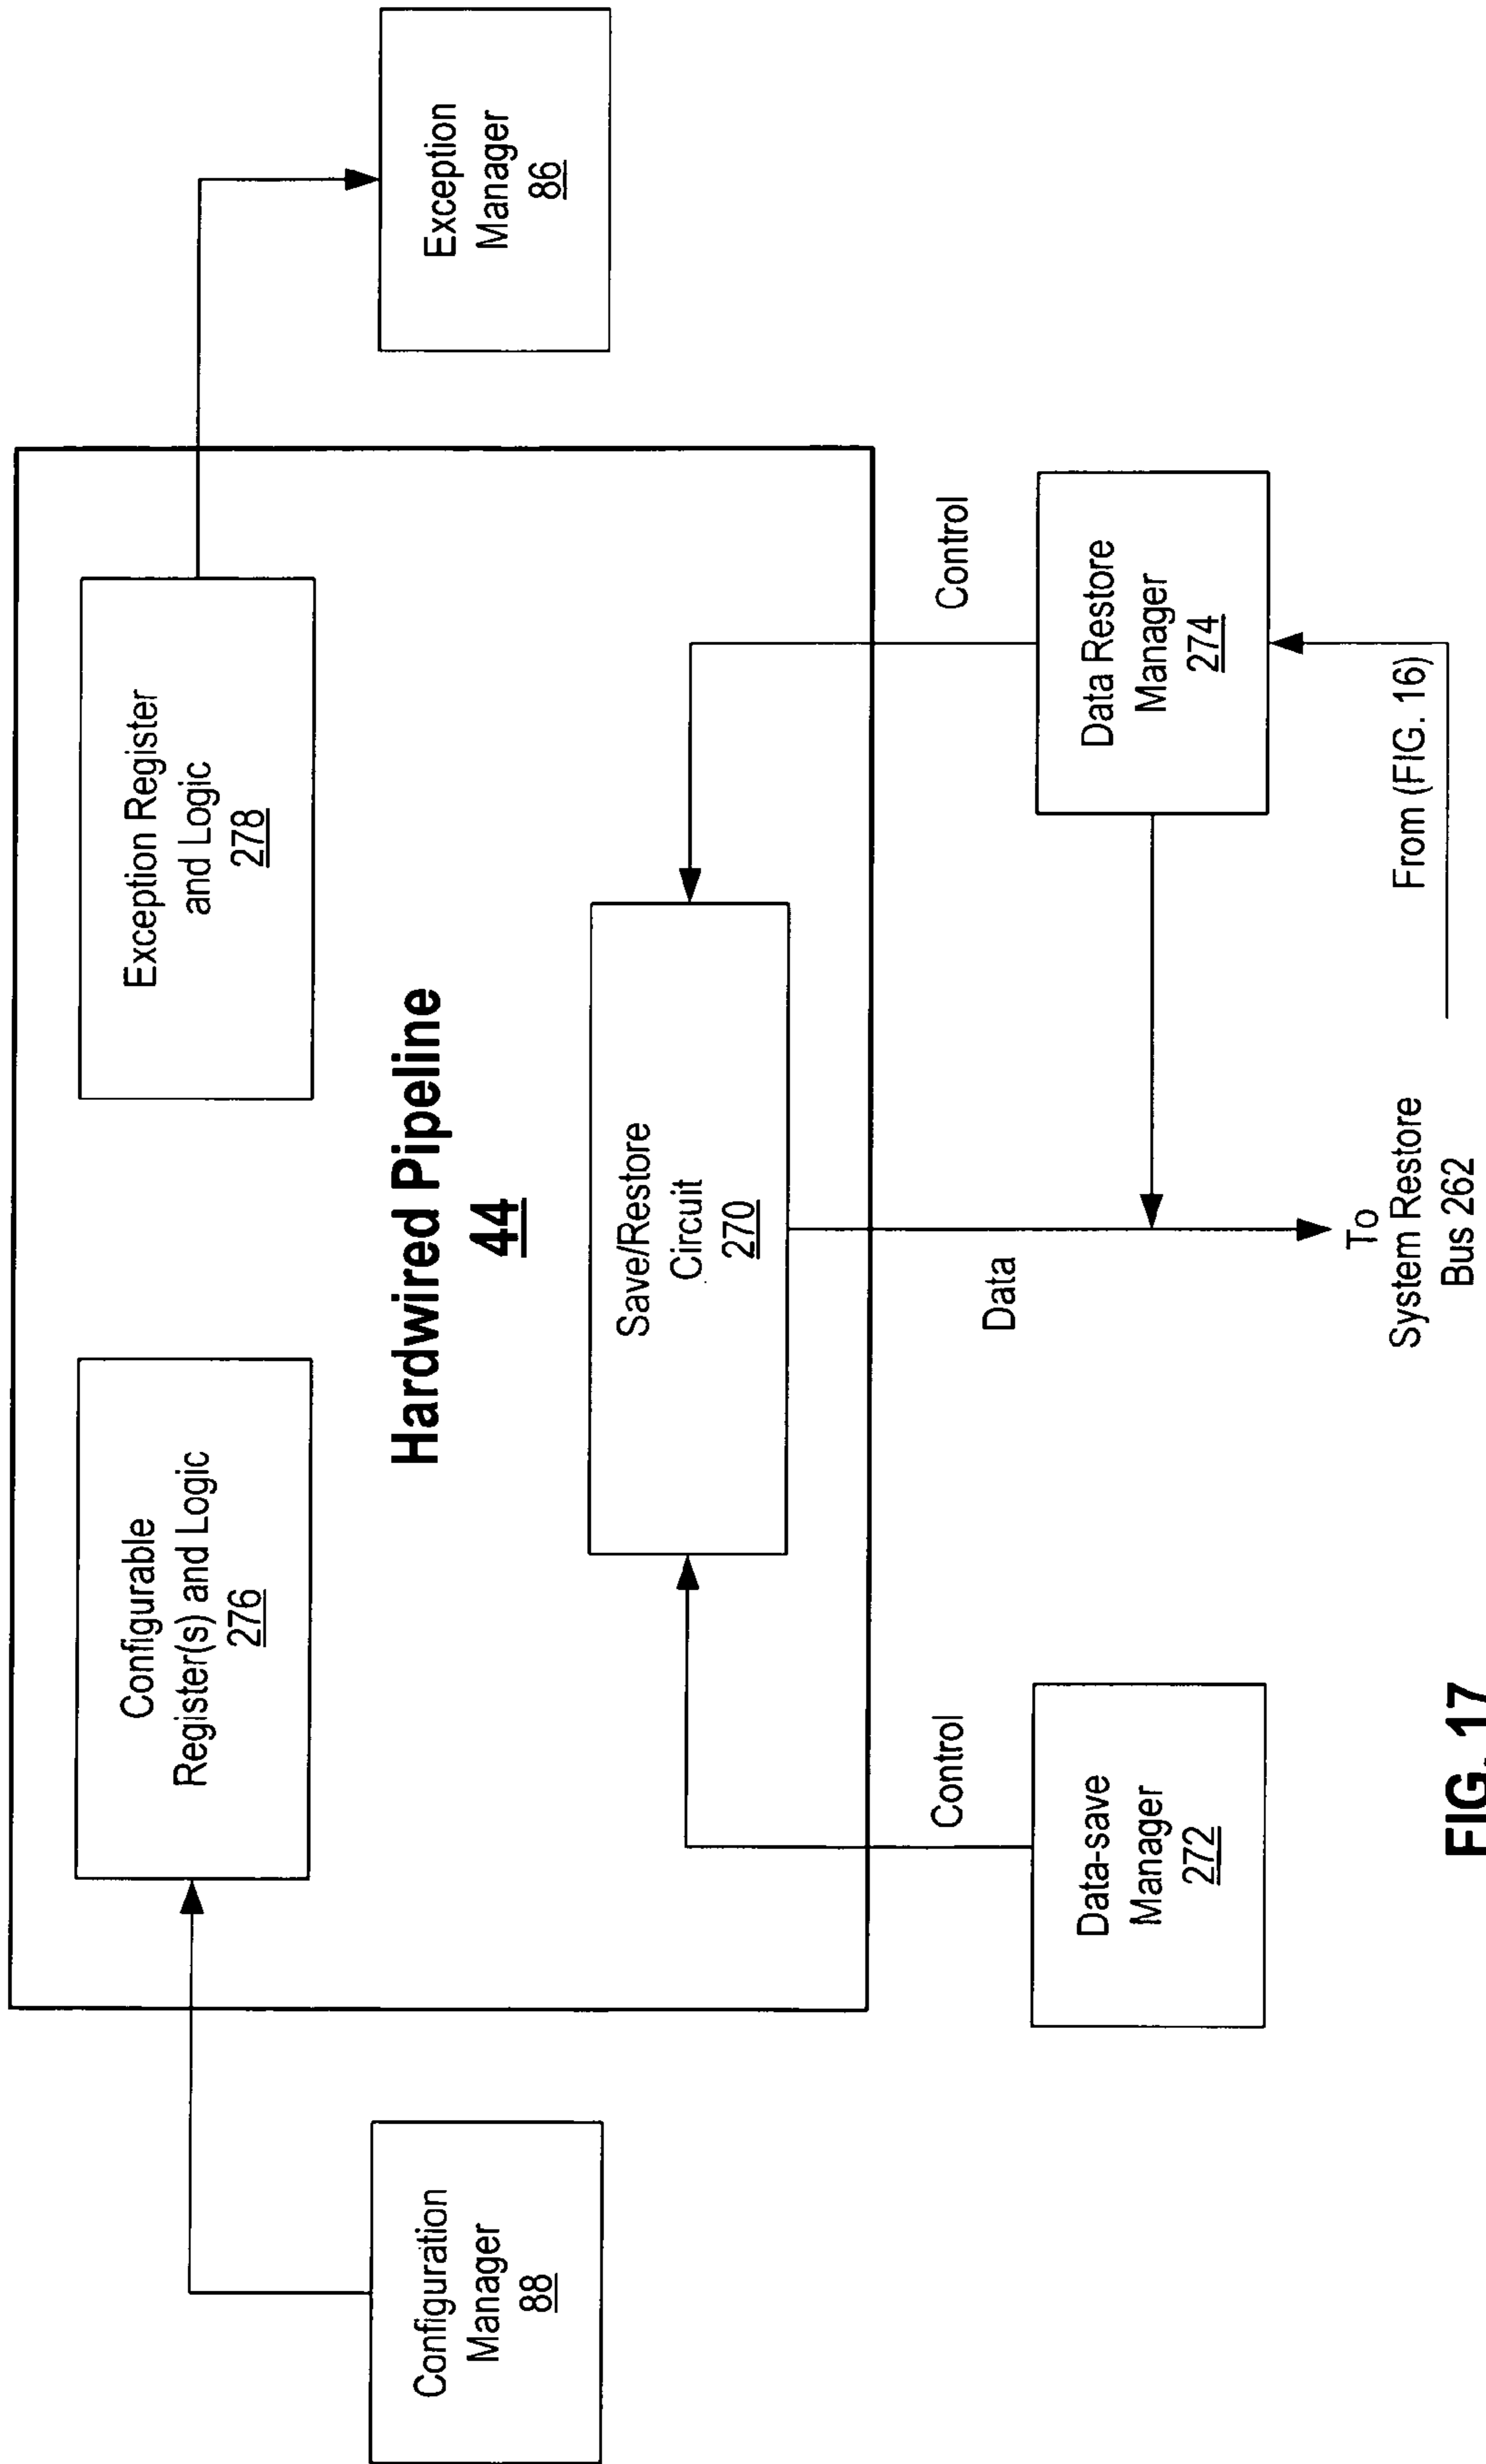 Configuration
Manager
88
Configurable
Register(s) and Logic
276
Exception Register
and Logic
278
Exception
Manager
86
Hardwired Pipeline
44
Save/Restore
Circuit
270
Control
Data-save
Manager
272
Data
Control
Data Restore
Manager
274
To
System Restore
Bus 262
From (FIG. 16)
FIG. 17